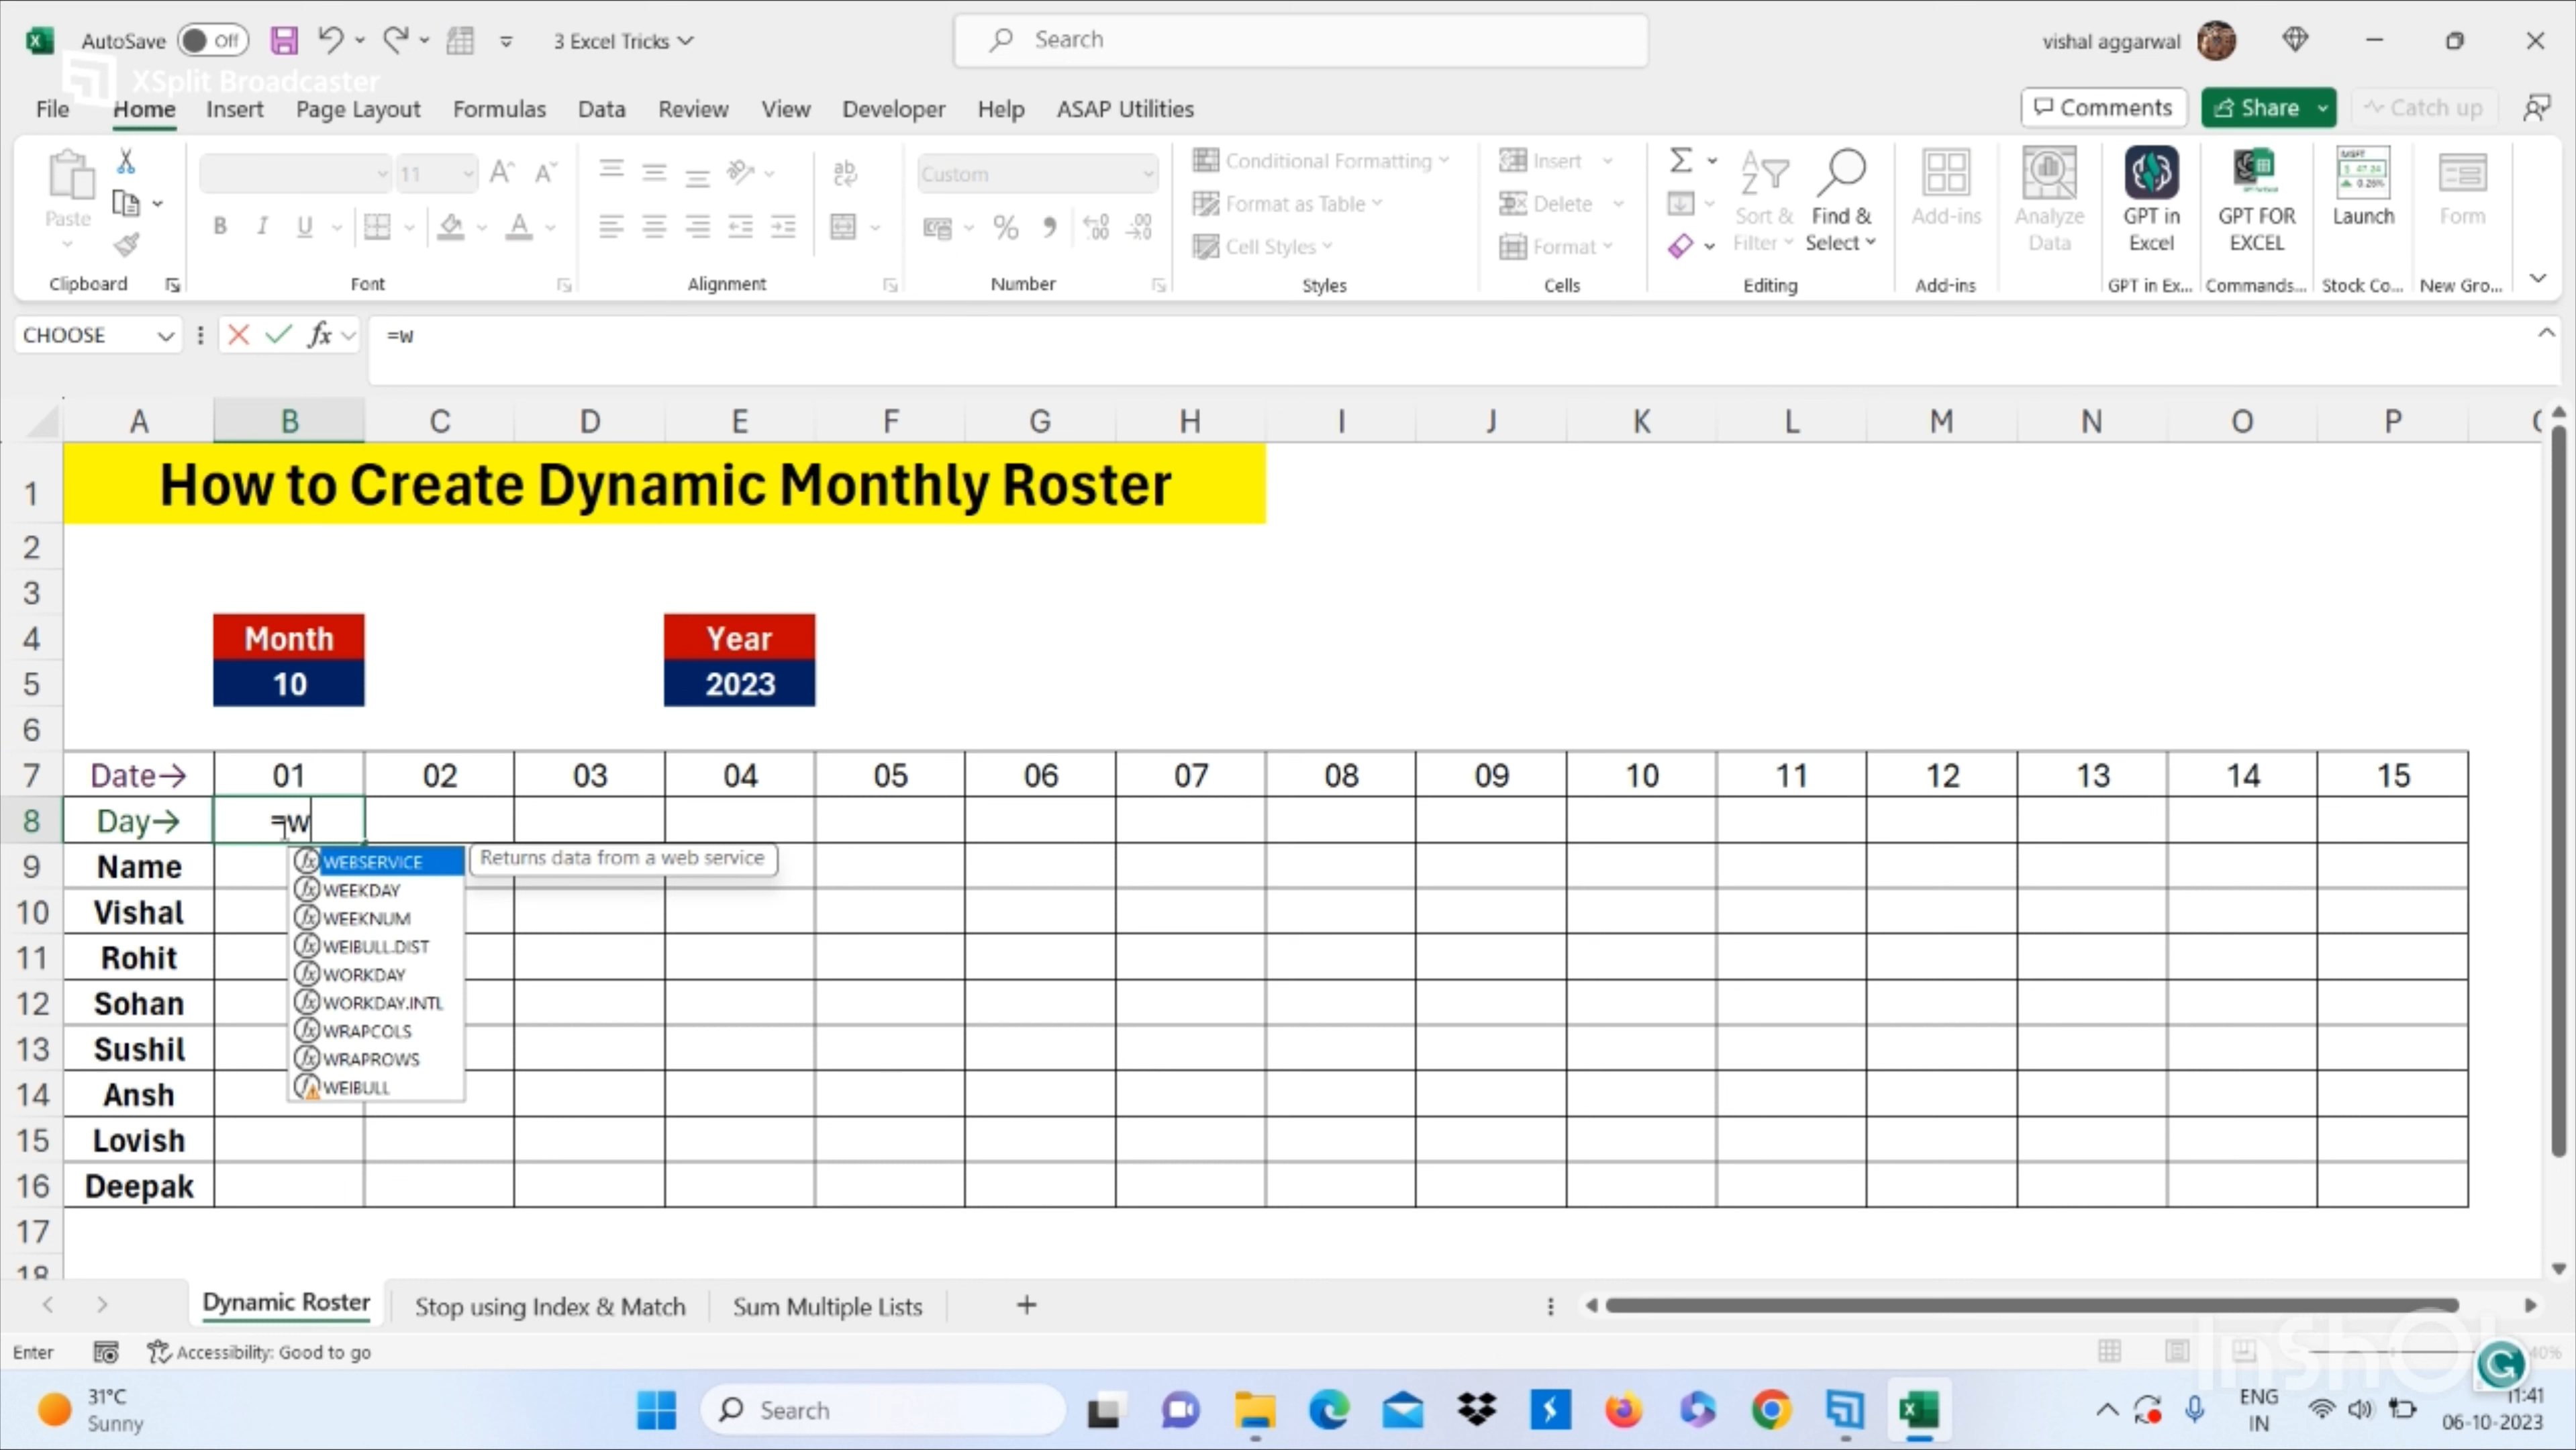 AutoSave Off 3 Excel Tricks Search vishal aggarwal
XSplit Broadcaster
File Home Insert Page Layout Formulas Data Review View Developer Help ASAP Utilities Comments Share Catch up
Paste 11 Custom Conditional Formatting Format as Table Cell Styles Insert Delete Format Sort & Filter Find & Select Add-ins Analyze Data GPT in Excel GPT FOR EXCEL Launch Form
Clipboard Font Alignment Number Styles Cells Editing Add-ins GPT in Ex... Commands... Stock Co... New Gro...
CHOOSE fx =w
A B C D E F G H I J K L M N O P
1 How to Create Dynamic Monthly Roster
2
3
4 Month Year
5 10 2023
6
7 Date→ 01 02 03 04 05 06 07 08 09 10 11 12 13 14 15
8 Day→ =w
WEBSERVICE Returns data from a web service
WEEKDAY
WEEKNUM
WEIBULL.DIST
WORKDAY
WORKDAY.INTL
WRAPCOLS
WRAPROWS
WEIBULL
9 Name
10 Vishal
11 Rohit
12 Sohan
13 Sushil
14 Ansh
15 Lovish
16 Deepak
17
18
Dynamic Roster Stop using Index & Match Sum Multiple Lists +
Enter Accessibility: Good to go
InShOt
31°C
Sunny
Search
ENG
IN
11:41
06-10-2023